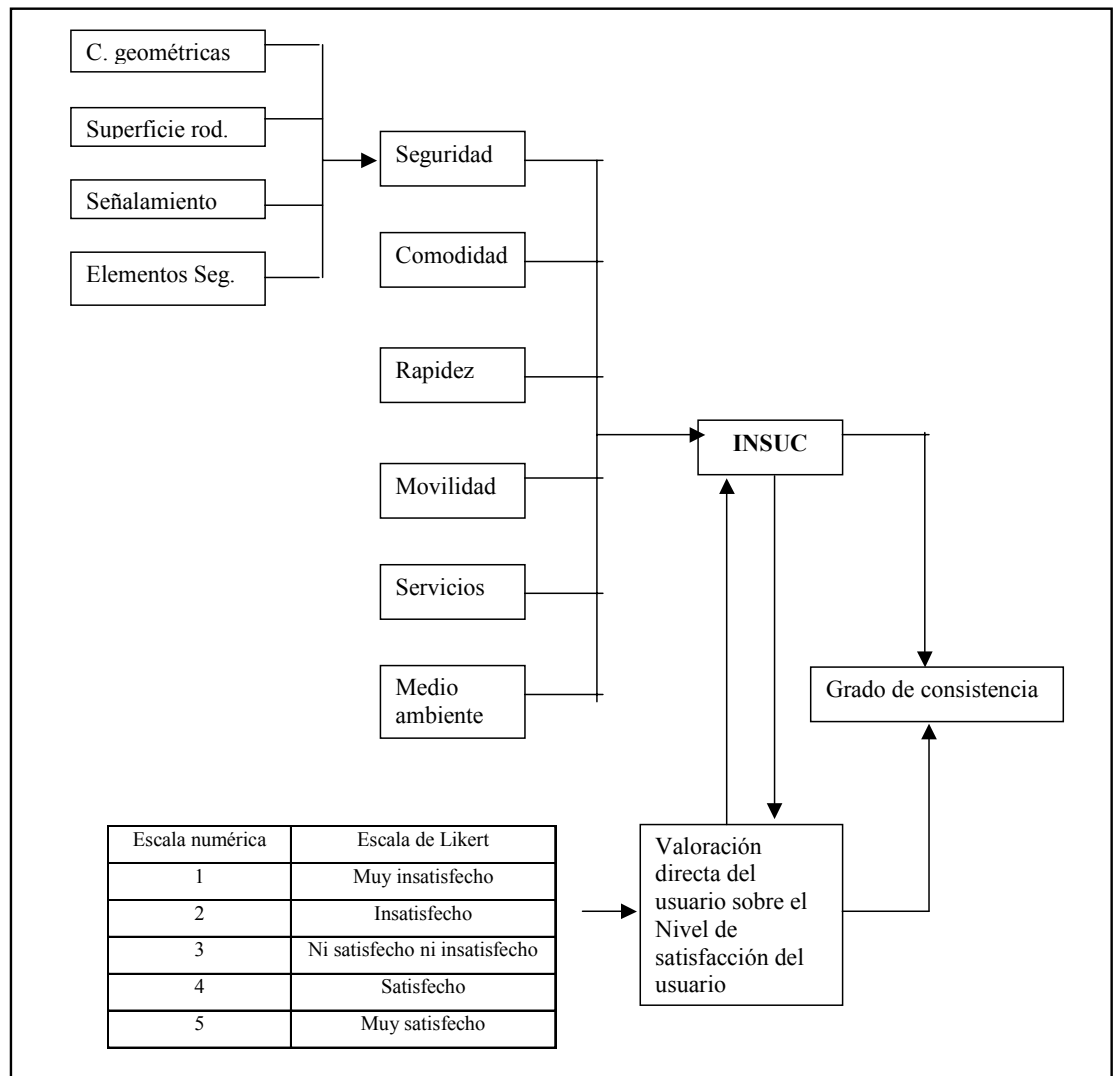 C. geométricas
Superficie rod.
Señalamiento
Elementos Seg.
Seguridad
Comodidad
Rapidez
Movilidad
Servicios
Medio
ambiente
INSUC
Grado de consistencia
Escala numérica Escala de Likert
1 Muy insatisfecho
2 Insatisfecho
3 Ni satisfecho ni insatisfecho
4 Satisfecho
5 Muy satisfecho
Valoración
directa del
usuario sobre el
Nivel de
satisfacción del
usuario